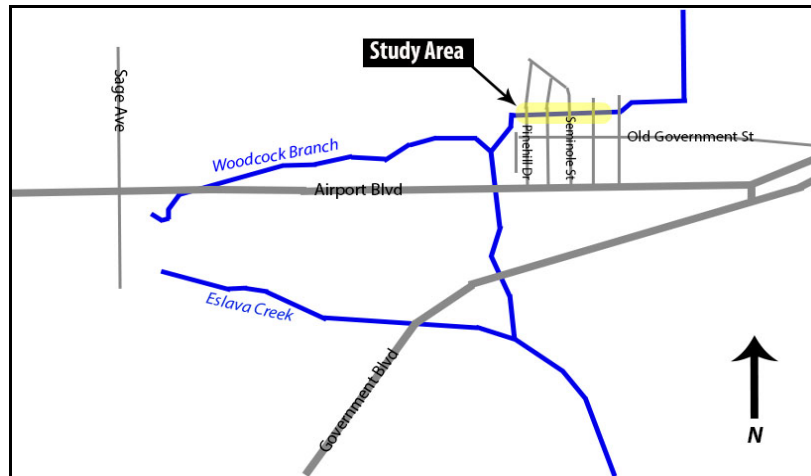 Study Area
Sage Ave
Pinehill Dr
Seminole St
Old Government St
Woodcock Branch
Airport Blvd
Eslava Creek
Government Blvd
N